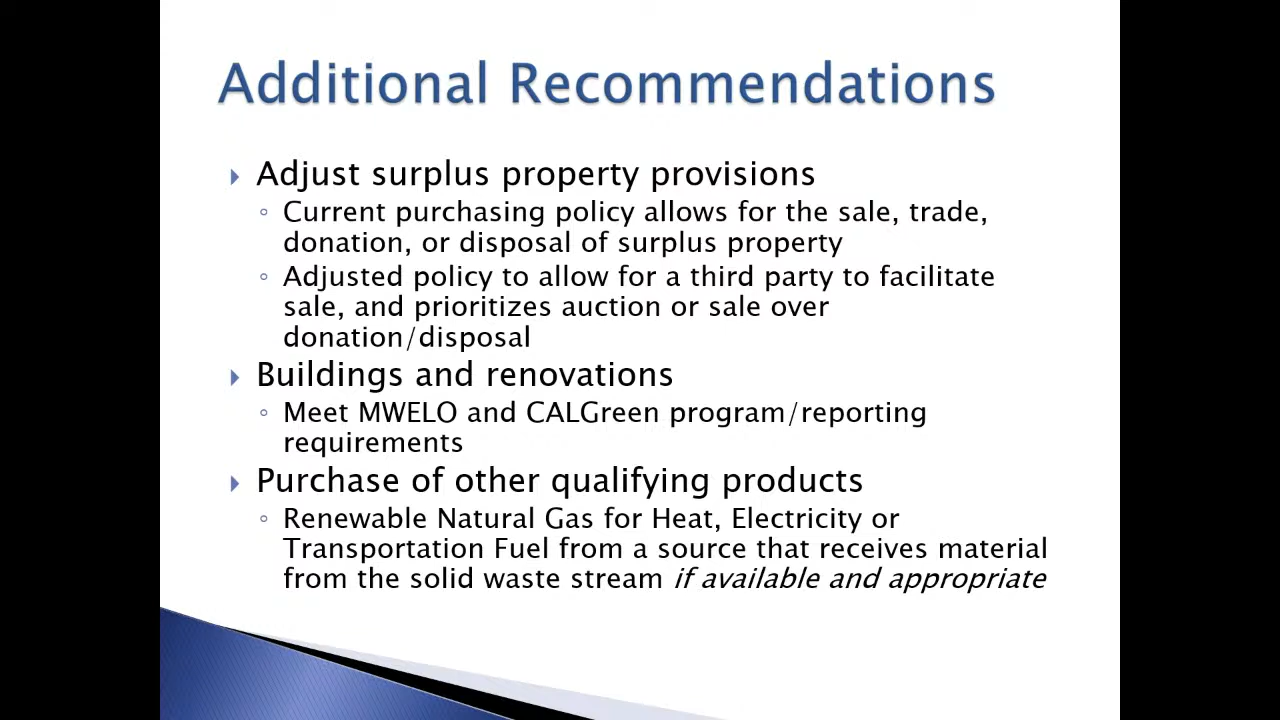 Additional Recommendations
Adjust surplus property provisions
Current purchasing policy allows for the sale, trade,
donation, or disposal of surplus property
Adjusted policy to allow for a third party to facilitate
sale, and prioritizes auction or sale over
donation/disposal
Buildings and renovations
Meet MWELO and CALGreen program/reporting
requirements
Purchase of other qualifying products
Renewable Natural Gas for Heat, Electricity or
Transportation Fuel from a source that receives material
from the solid waste stream if available and appropriate